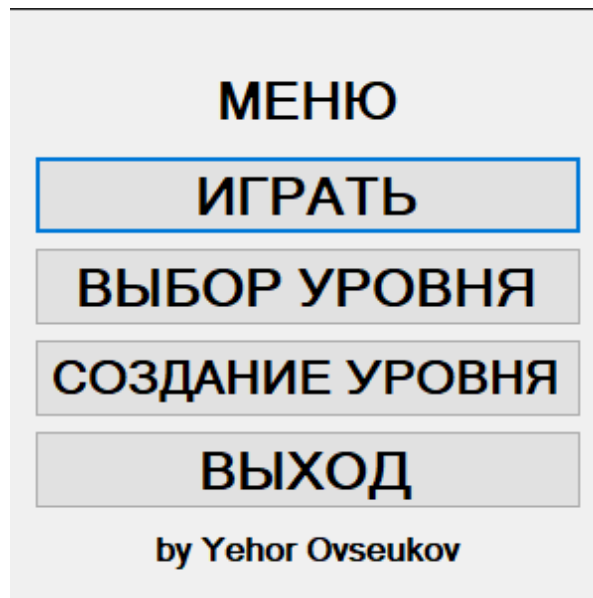 МЕНЮ
ИГРАТЬ
ВЫБОР УРОВНЯ
СОЗДАНИЕ УРОВНЯ
ВЫХОД
by Yehor Ovseukov